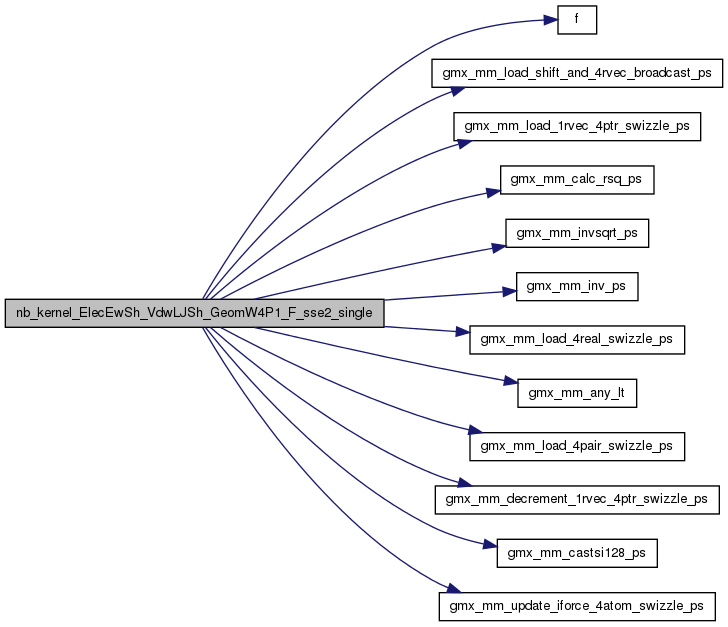 f
gmx_mm_load_shift_and_4rvec_broadcast_ps
gmx_mm_load_1rvec_4ptr_swizzle_ps
gmx_mm_calc_rsq_ps
gmx_mm_invsqrt_ps
gmx_mm_inv_ps
nb_kernel_ElecEwSh_VdwLJSh_GeomW4P1_F_sse2_single
gmx_mm_load_4real_swizzle_ps
gmx_mm_any_lt
gmx_mm_load_4pair_swizzle_ps
gmx_mm_decrement_1rvec_4ptr_swizzle_ps
gmx_mm_castsi128_ps
gmx_mm_update_iforce_4atom_swizzle_ps